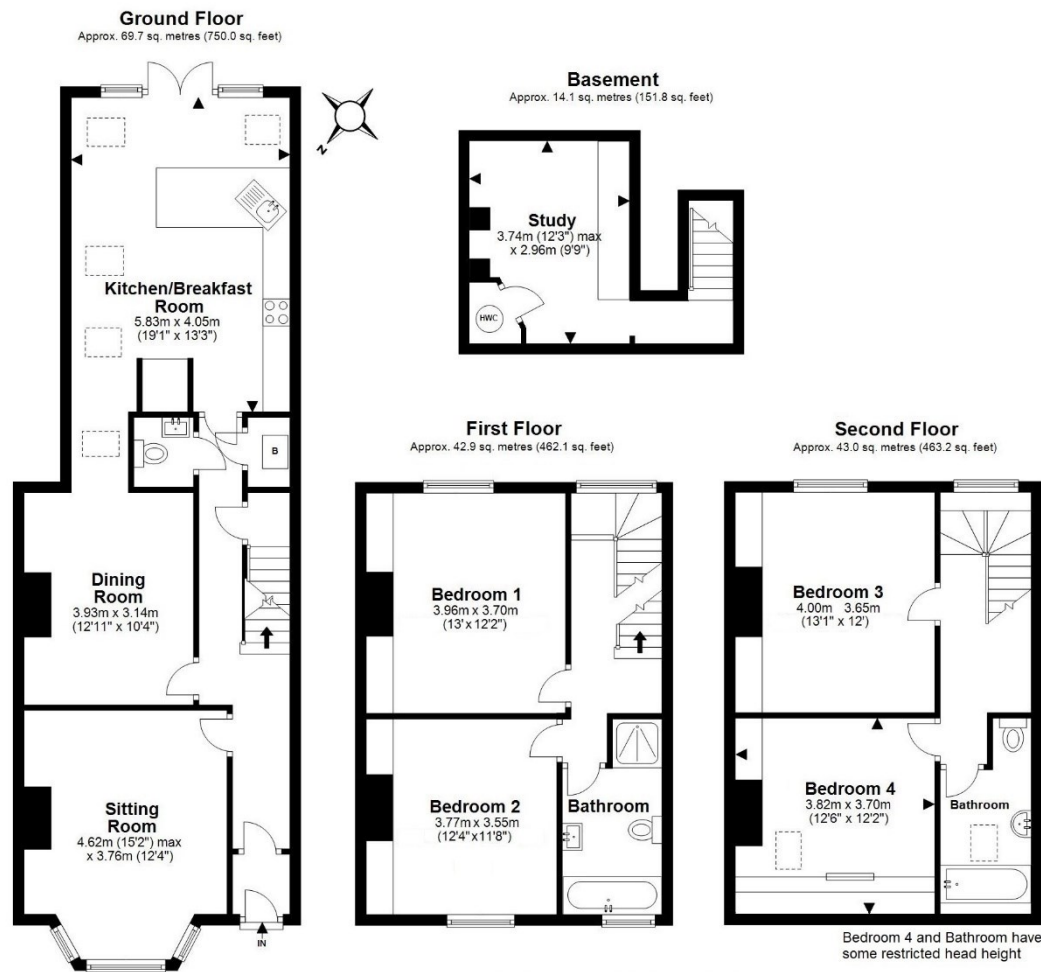 Ground Floor
Approx. 69.7 sq. metres (750.0 sq. feet)
N
Kitchen/Breakfast
Room
5.83m x 4.05m
(19'1" x 13'3")
B
Dining
Room
3.93m x 3.14m
(12'11" x 10'4")
Sitting
Room
4.62m (15'2") max
x 3.76m (12'4")
IN
Basement
Approx. 14.1 sq. metres (151.8 sq. feet)
Study
3.74m (12'3") max
x 2.96m (9'9")
HWC
First Floor
Approx. 42.9 sq. metres (462.1 sq. feet)
Bedroom 1
3.96m x 3.70m
(13' x 12'2")
Bedroom 2
3.77m x 3.55m
(12'4" x11'8")
Bathroom
Second Floor
Approx. 43.0 sq. metres (463.2 sq. feet)
Bedroom 3
4.00m 3.65m
(13'1" x 12')
Bedroom 4
3.82m x 3.70m
(12'6" x 12'2")
Bathroom
Bedroom 4 and Bathroom have
some restricted head height